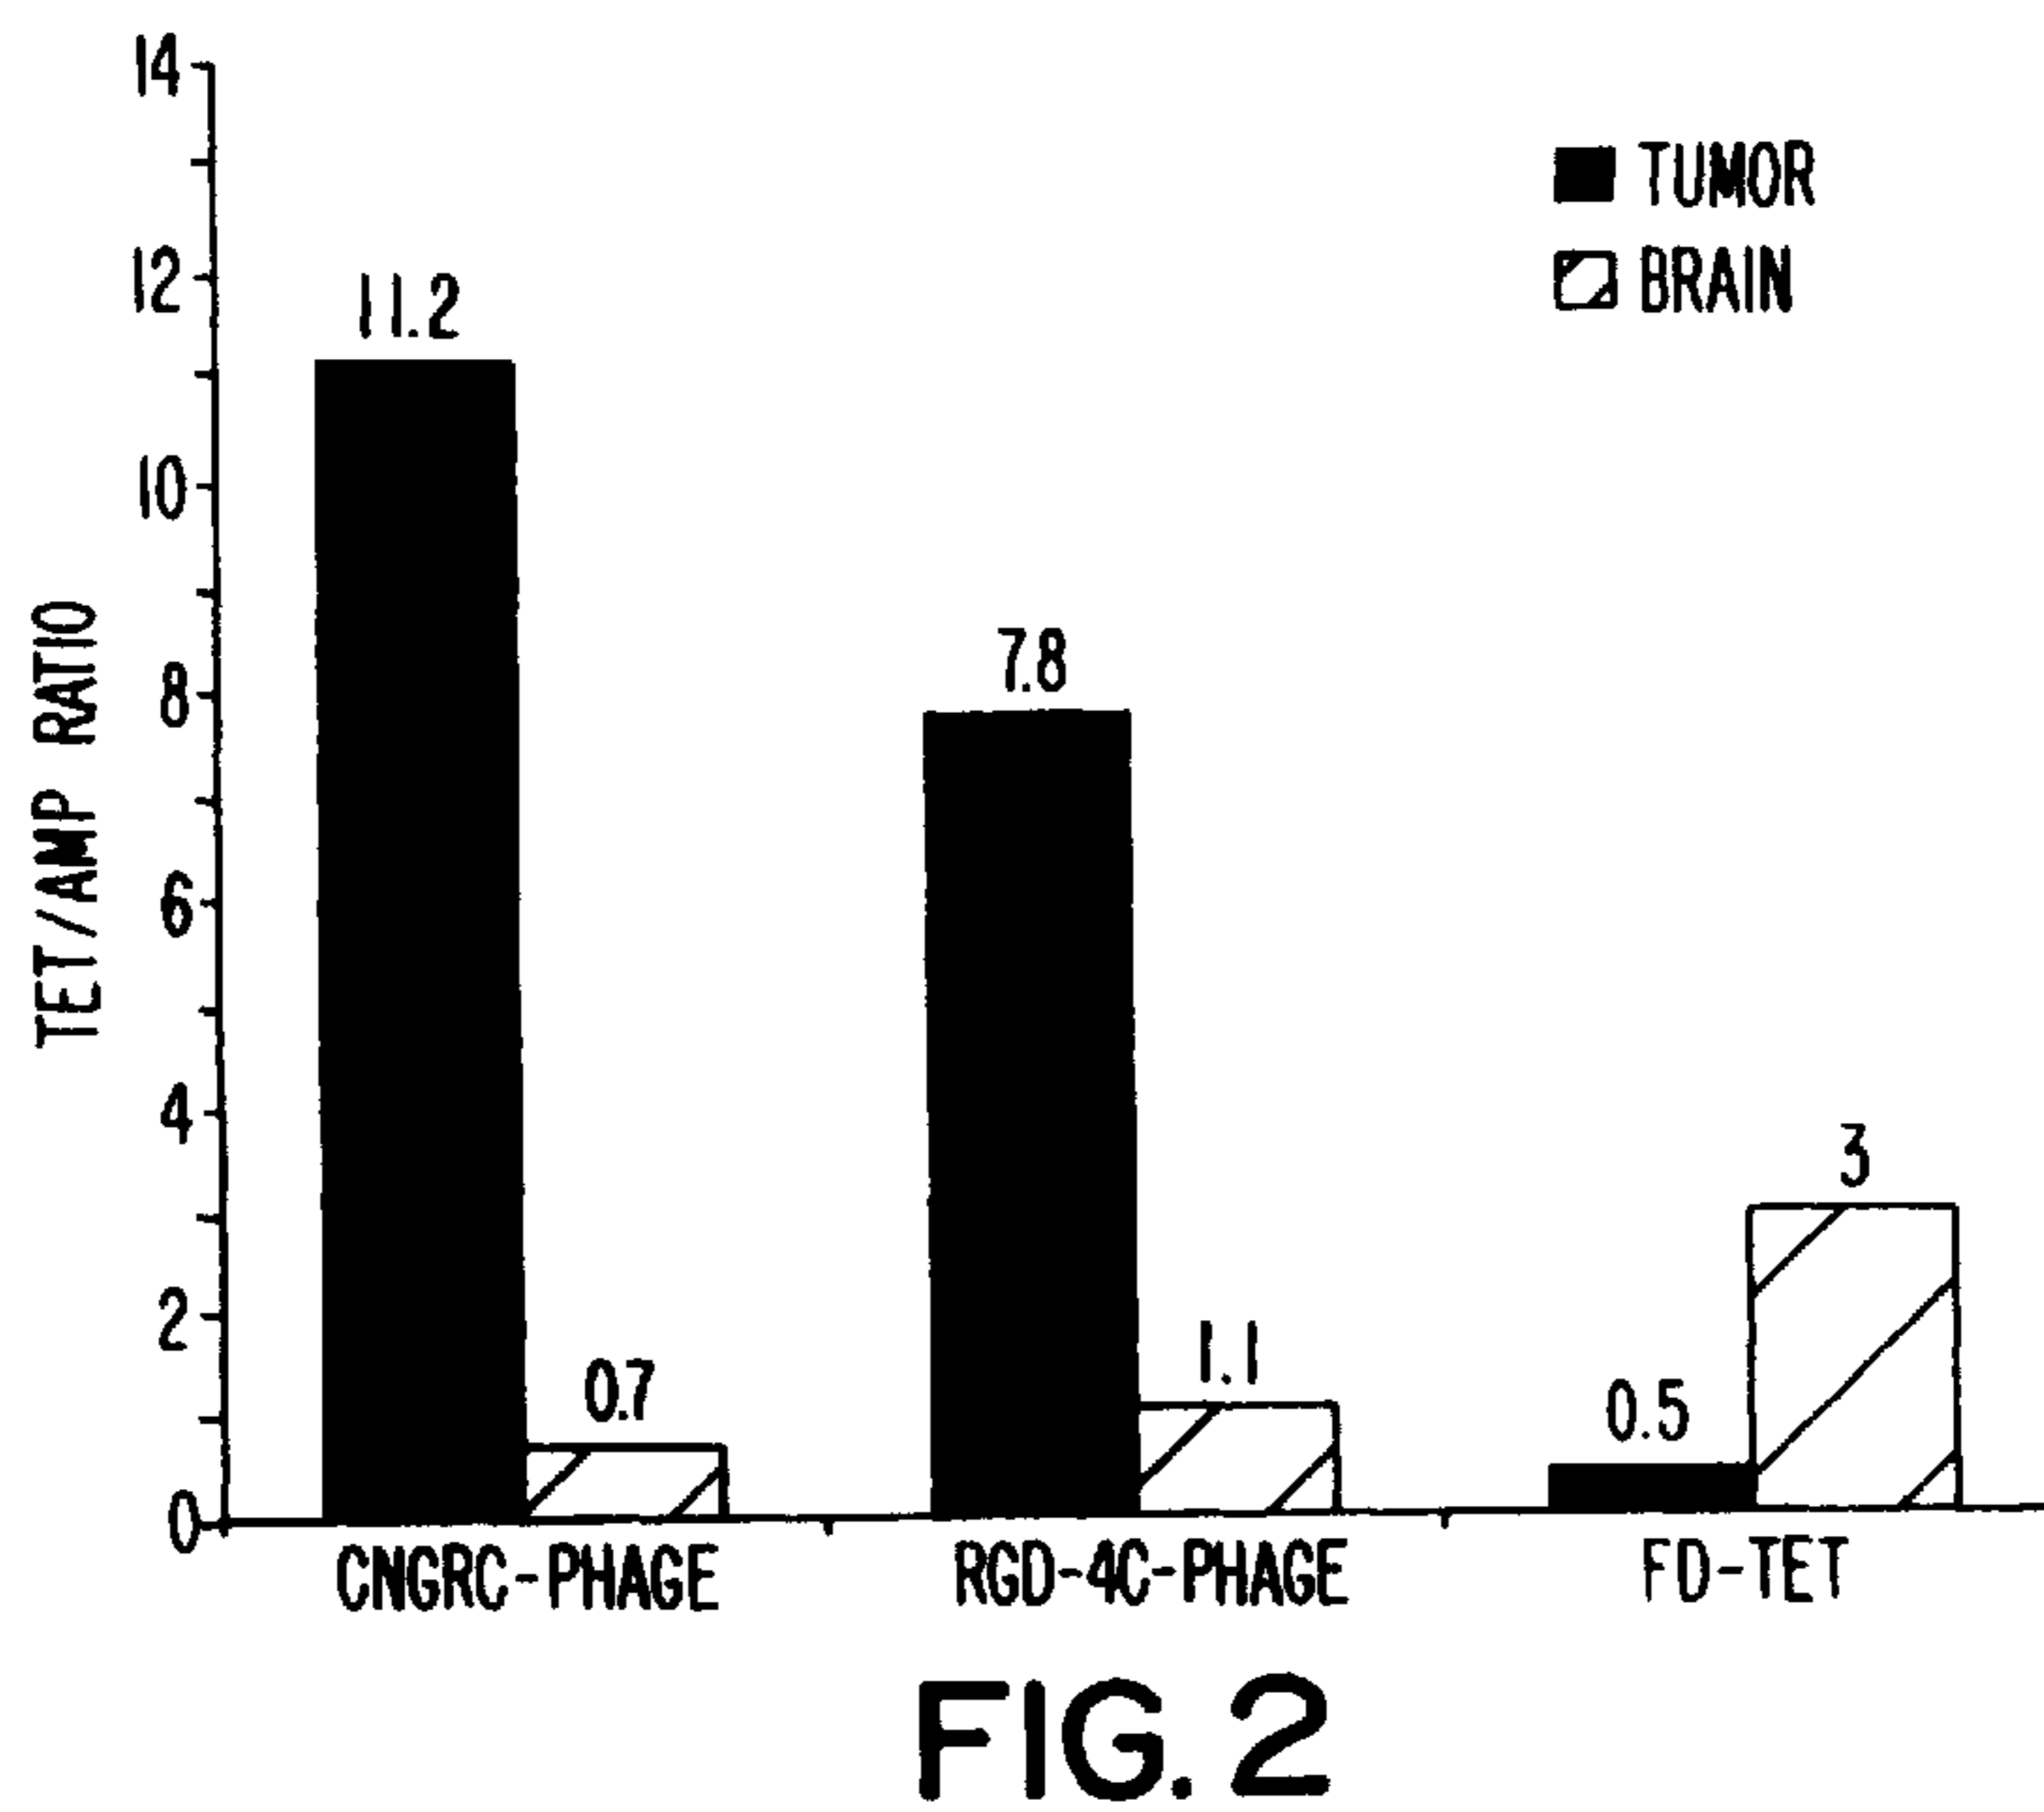 TET/AMP RATIO
14
12
10
8
6
4
2
0
TUMOR
BRAIN
11.2
0.7
7.8
1.1
0.5
3
CNGRC-PHAGE
RGD-4C-PHAGE
FD-TET
FIG. 2